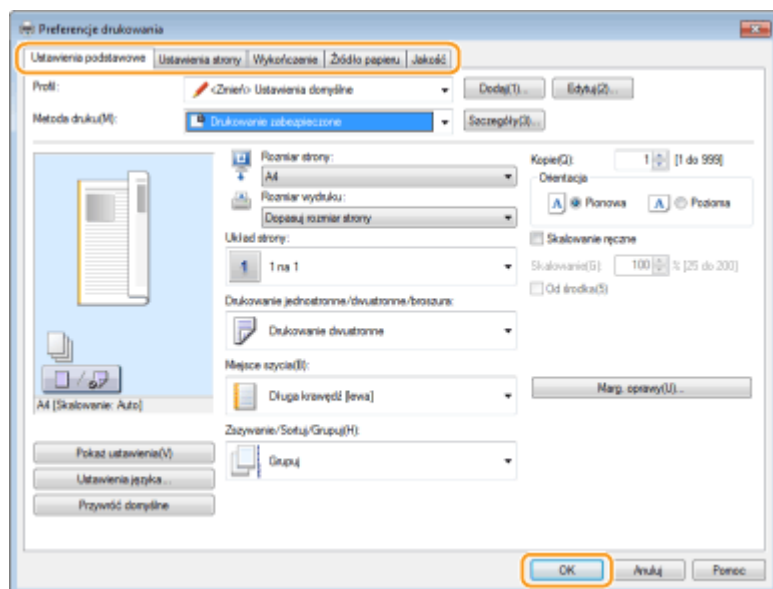 Preferencje drukowania
Ustawienia podstawowe Ustawienia strony Wykończenie Źródło papieru Jakość
Profil: <Zmień> Ustawienia domyślne Dodaj(1)... Edytuj(2)...
Metoda druku(M): Drukowanie zabezpieczone Szczegóły(3)...
Rozmiar strony:
A4
Rozmiar wydruku:
Dopasuj rozmiar strony
Układ strony:
1 1 na 1
Drukowanie jednostronne/dwustronne/broszura:
Drukowanie dwustronne
Miejsce szycia(B):
Długa krawędź [lewa]
Zszywanie/Sortuj/Grupuj(H):
Grupuj
Kopie(Q): 1 [1 do 999]
Orientacja
A Pionowa A Pozioma
Skalowanie ręczne
Skalowanie(G): 100 % [25 do 200]
Od środka(5)
Marg. oprawy(U)...
A4 [Skalowanie: Auto]
Pokaż ustawienia(V)
Ustawienia języka...
Przywróć domyślne
OK Anuluj Pomoc